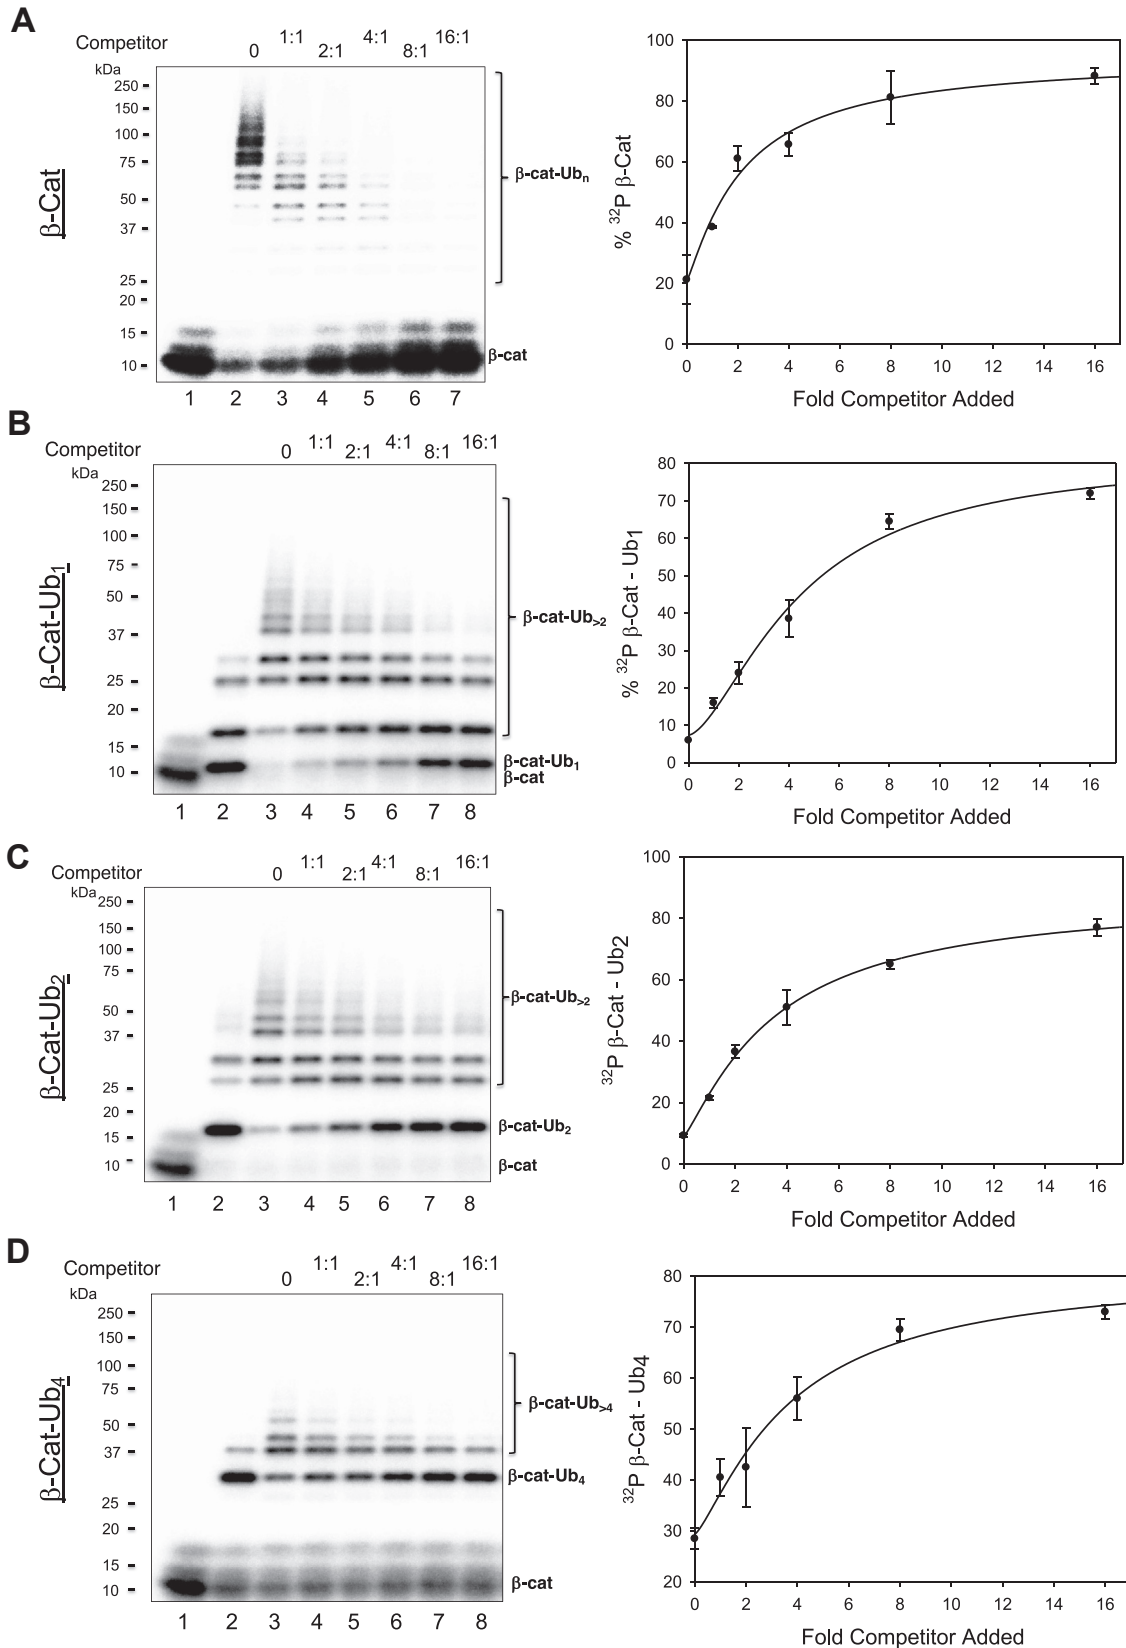 A
Competitor
0
1:1
2:1
4:1
8:1
16:1
kDa
250
150
100
75
50
37
25
20
15
10
β-Cat
β-cat-Ubn
β-cat
1 2 3 4 5 6 7
100
80
60
40
20
0
% 32P β-Cat
0 2 4 6 8 10 12 14 16
Fold Competitor Added
B
Competitor
0
1:1
2:1
4:1
8:1
16:1
kDa
250
150
100
75
50
37
25
20
15
10
β-Cat-Ub1
β-cat-Ub>2
β-cat-Ub1
β-cat
1 2 3 4 5 6 7 8
80
70
60
50
40
30
20
10
0
% 32P β-Cat - Ub1
0 2 4 6 8 10 12 14 16
Fold Competitor Added
C
Competitor
0
1:1
2:1
4:1
8:1
16:1
kDa
250
150
100
75
50
37
25
20
15
10
β-Cat-Ub2
β-cat-Ub>2
β-cat-Ub2
β-cat
1 2 3 4 5 6 7 8
100
80
60
40
20
0
32P β-Cat - Ub2
0 2 4 6 8 10 12 14 16
Fold Competitor Added
D
Competitor
0
1:1
2:1
4:1
8:1
16:1
kDa
250
150
100
75
50
37
25
20
15
10
β-Cat-Ub4
β-cat-Ub>4
β-cat-Ub4
β-cat
1 2 3 4 5 6 7 8
80
70
60
50
40
30
20
32P β-Cat - Ub4
0 2 4 6 8 10 12 14 16
Fold Competitor Added